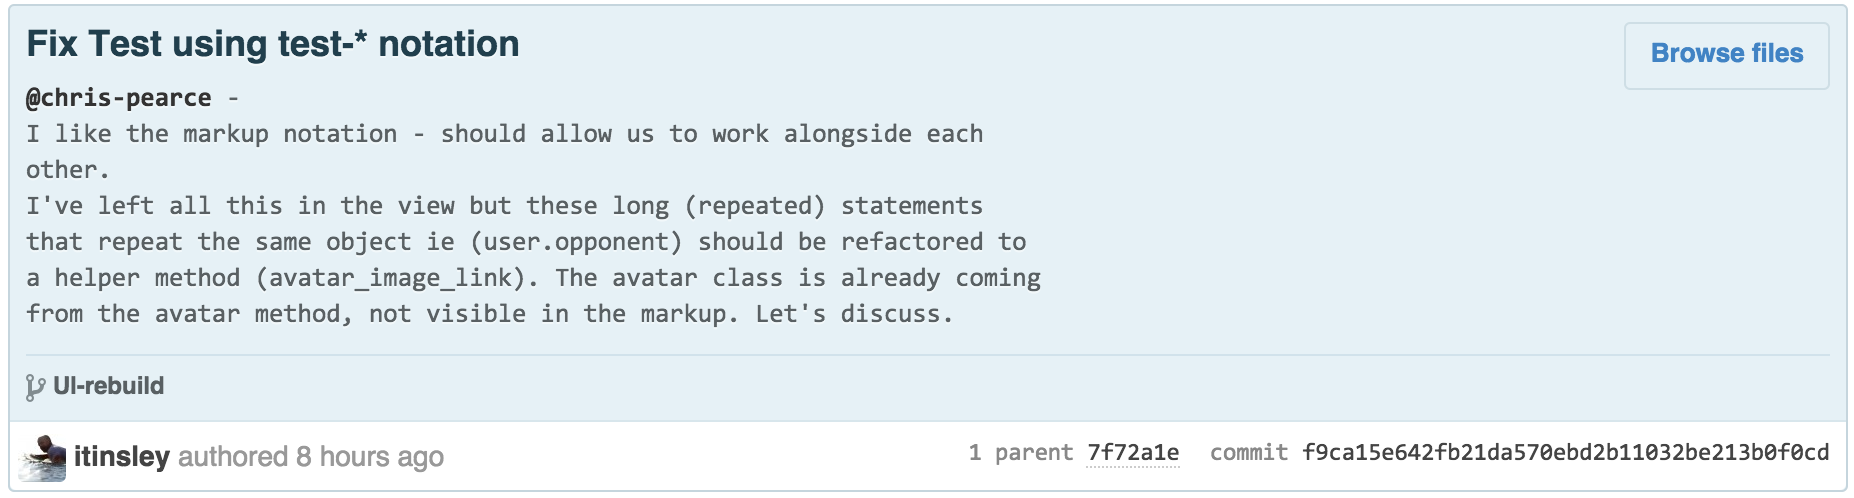 Fix Test using test-* notation
Browse files
@chris-pearce -
I like the markup notation - should allow us to work alongside each
other.
I've left all this in the view but these long (repeated) statements
that repeat the same object ie (user.opponent) should be refactored to
a helper method (avatar_image_link). The avatar class is already coming
from the avatar method, not visible in the markup. Let's discuss.
UI-rebuild
itinsley authored 8 hours ago
1 parent 7f72a1e commit f9ca15e642fb21da570ebd2b11032be213b0f0cd